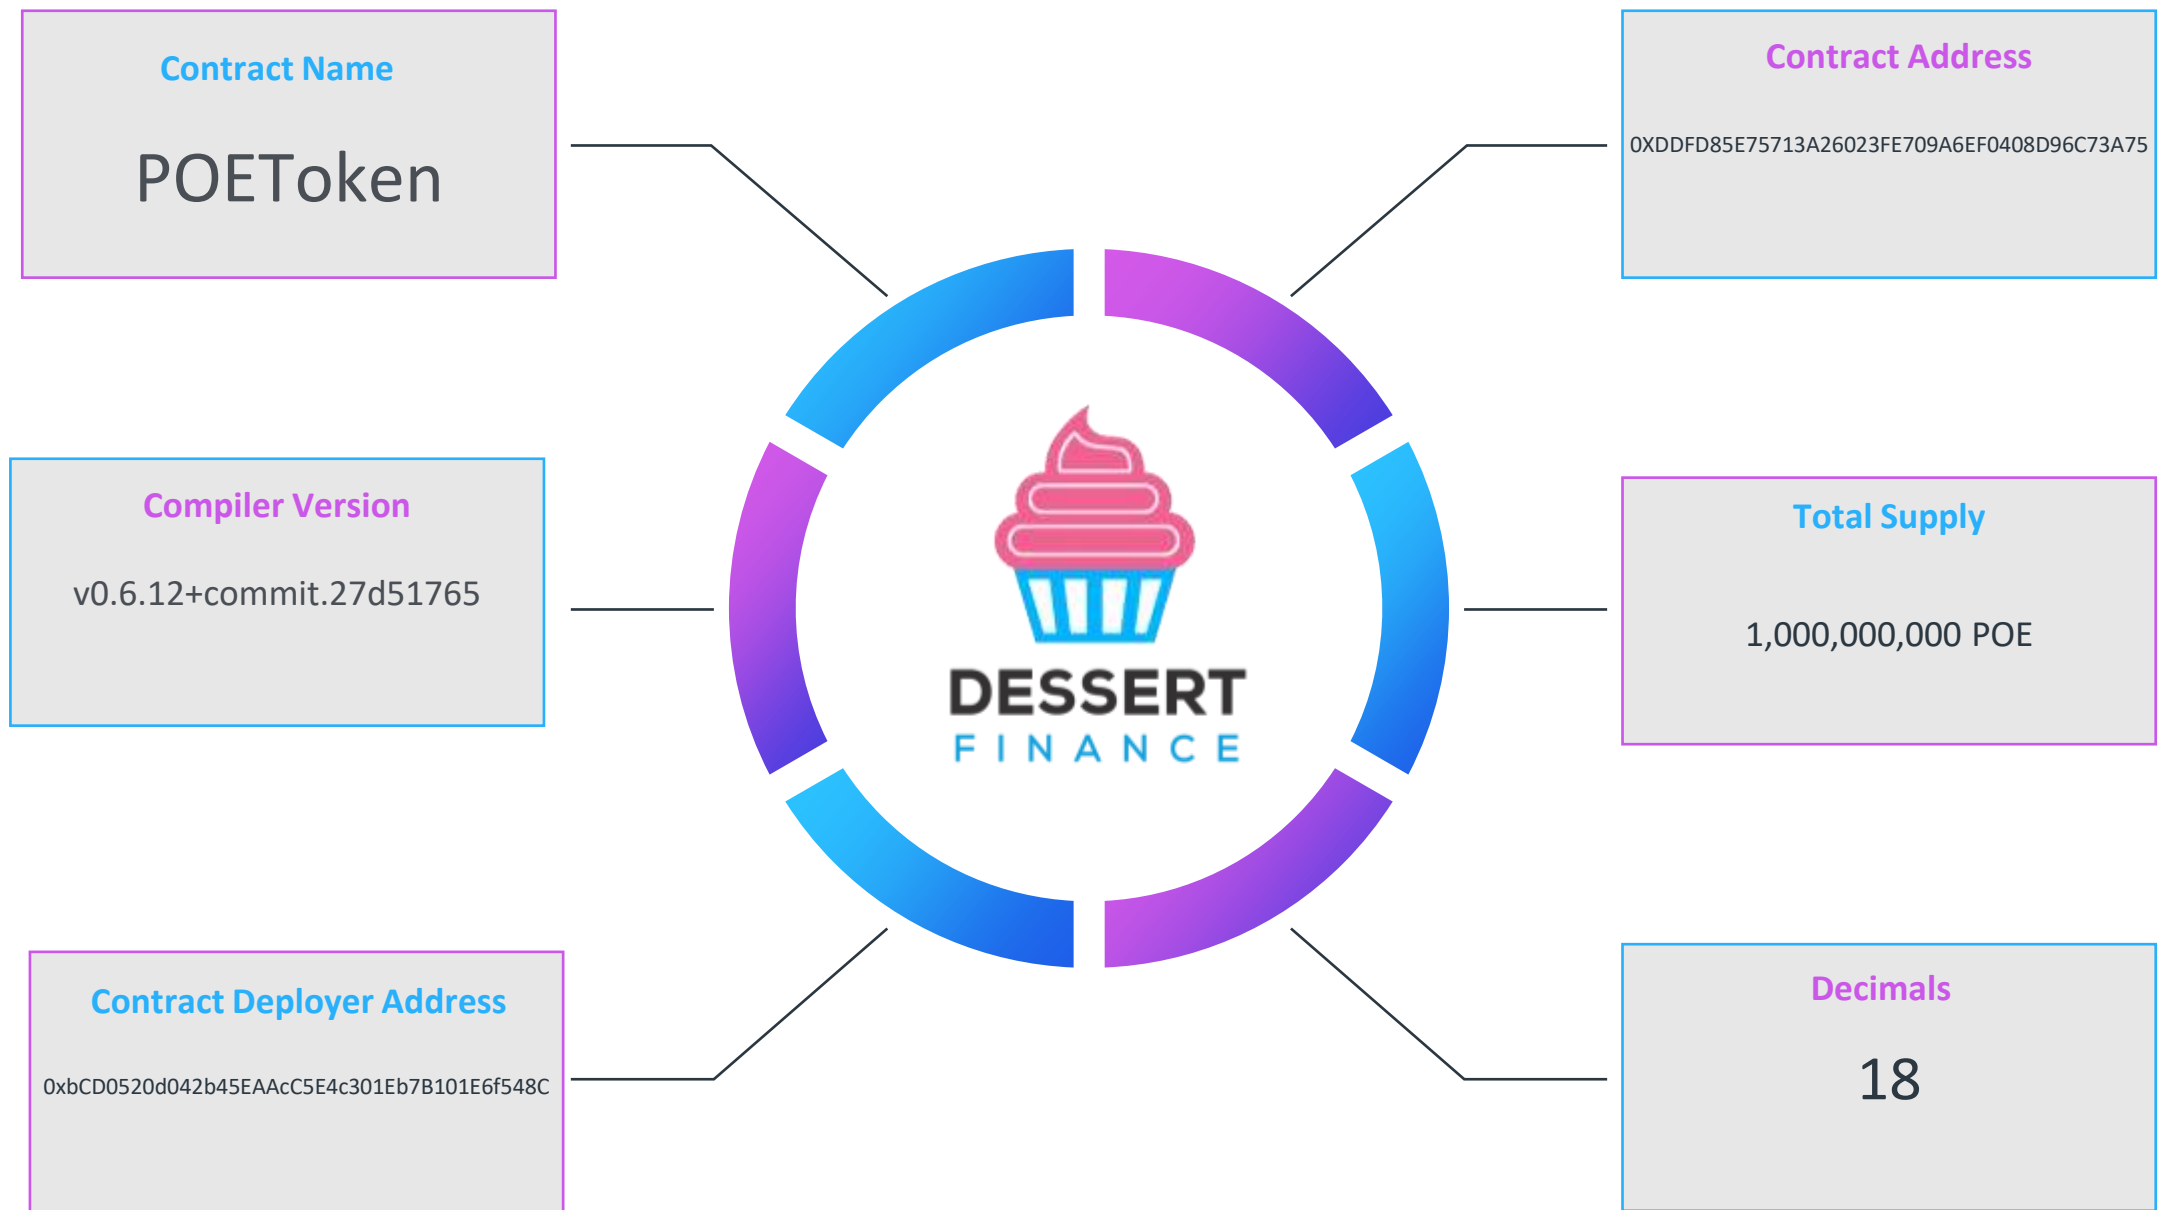 Contract Name
POEToken
Contract Address
0XDDFD85E75713A26023FE709A6EF0408D96C73A75
Compiler Version
v0.6.12+commit.27d51765
DESSERT
FINANCE
Total Supply
1,000,000,000 POE
Contract Deployer Address
0xbCD0520d042b45EAAcC5E4c301Eb7B101E6f548C
Decimals
18